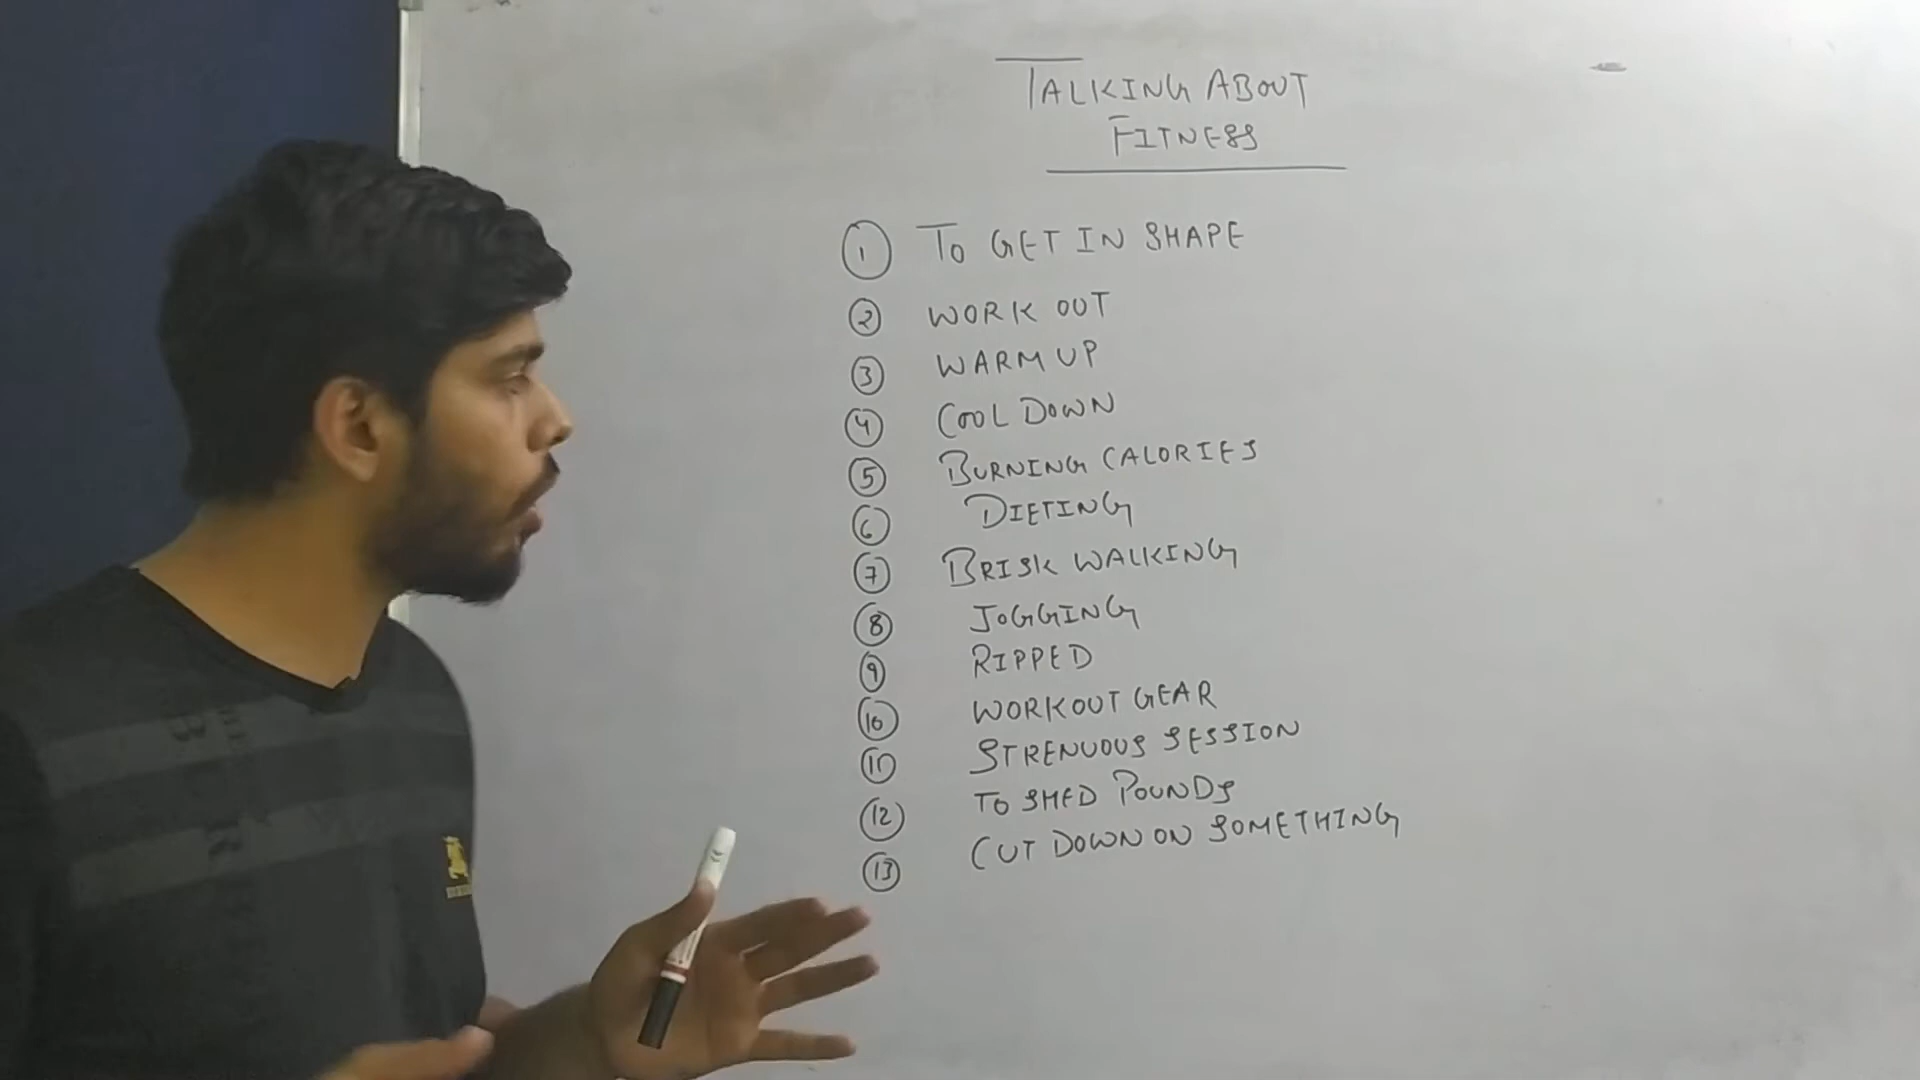 TALKING ABOUT
FITNESS
1 TO GET IN SHAPE
2 WORK OUT
3 WARM UP
4 COOL DOWN
5 BURNING CALORIES
6 DIETING
7 BRISK WALKING
8 JOGGING
9 RIPPED
10 WORKOUT GEAR
11 STRENUOUS SESSION
12 TO SHED POUNDS
13 CUT DOWN ON SOMETHING